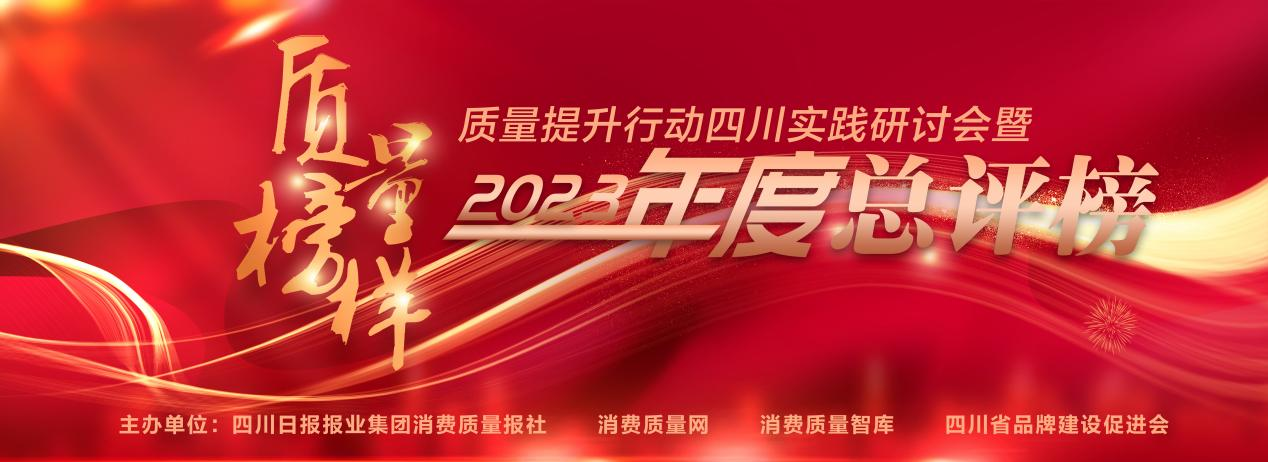 质量
榜样
质量提升行动四川实践研讨会暨
2023年度总评榜
主办单位：四川日报报业集团消费质量报社 消费质量网 消费质量智库 四川省品牌建设促进会